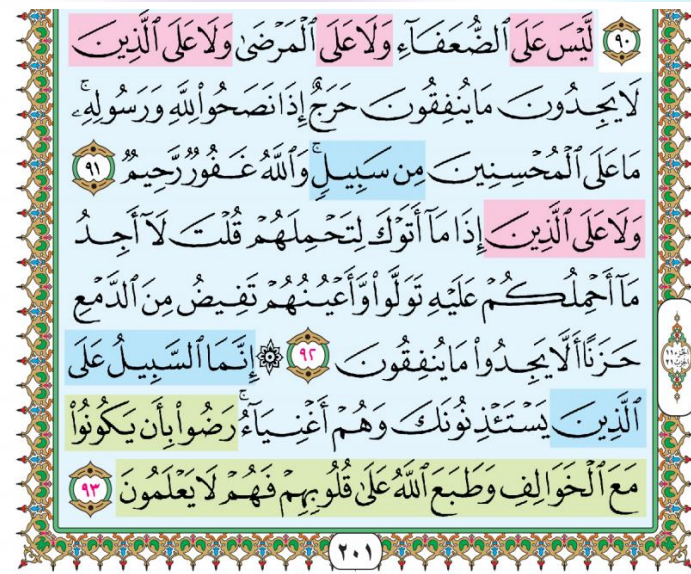 ٩٠ لَّيْسَ عَلَى ٱلضُّعَفَآءِ وَلَا عَلَى ٱلْمَرْضَىٰ وَلَا عَلَى ٱلَّذِينَ
لَا يَجِدُونَ مَا يُنفِقُونَ حَرَجٌ إِذَا نَصَحُوا۟ لِلَّهِ وَرَسُولِهِۦۚ
مَا عَلَى ٱلْمُحْسِنِينَ مِن سَبِيلٍۚ وَٱللَّهُ غَفُورٌ رَّحِيمٌ ٩١
وَلَا عَلَى ٱلَّذِينَ إِذَا مَآ أَتَوْكَ لِتَحْمِلَهُمْ قُلْتَ لَآ أَجِدُ
مَآ أَحْمِلُكُمْ عَلَيْهِ تَوَلَّوا۟ وَّأَعْيُنُهُمْ تَفِيضُ مِنَ ٱلدَّمْعِ
حَزَنًا أَلَّا يَجِدُوا۟ مَا يُنفِقُونَ ٩٢ ۞ إِنَّمَا ٱلسَّبِيلُ عَلَى
ٱلَّذِينَ يَسْتَـْٔذِنُونَكَ وَهُمْ أَغْنِيَآءُۚ رَضُوا۟ بِأَن يَكُونُوا۟
مَعَ ٱلْخَوَالِفِ وَطَبَعَ ٱللَّهُ عَلَىٰ قُلُوبِهِمْ فَهُمْ لَا يَعْلَمُونَ ٩٣
٢٠١